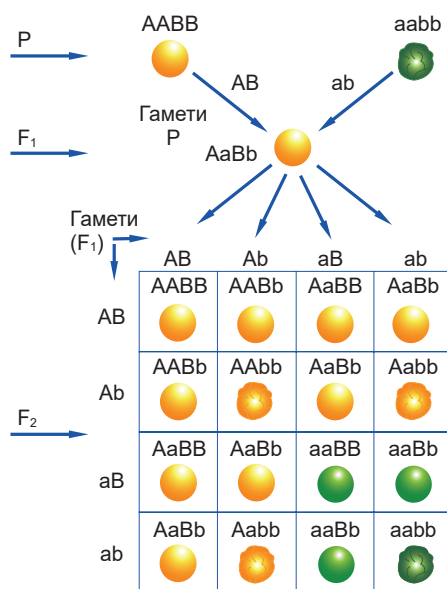 P
AABB
aabb
AB
ab
Гамети
P
F₁
AaBb
Гамети
(F₁)
AB Ab aB ab
AABB AABb AaBB AaBb
AB
AABb AAbb AaBb Aabb
Ab
F₂
AaBB AaBb aaBB aaBb
aB
AaBb Aabb aaBb aabb
ab